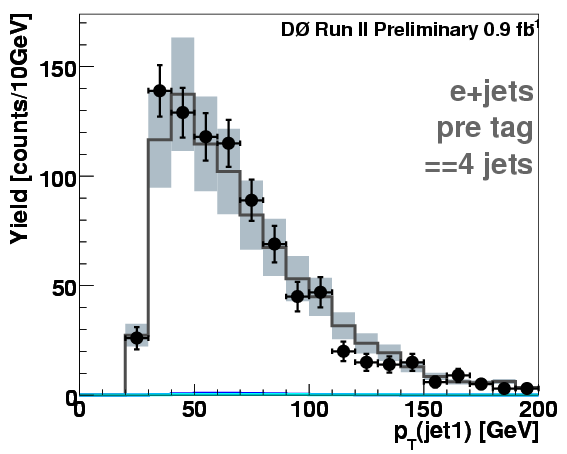 DØ Run II Preliminary 0.9 fb-1
e+jets
pre tag
==4 jets
Yield [counts/10GeV]
150
100
50
0
0 50 100 150 200
pT(jet1) [GeV]